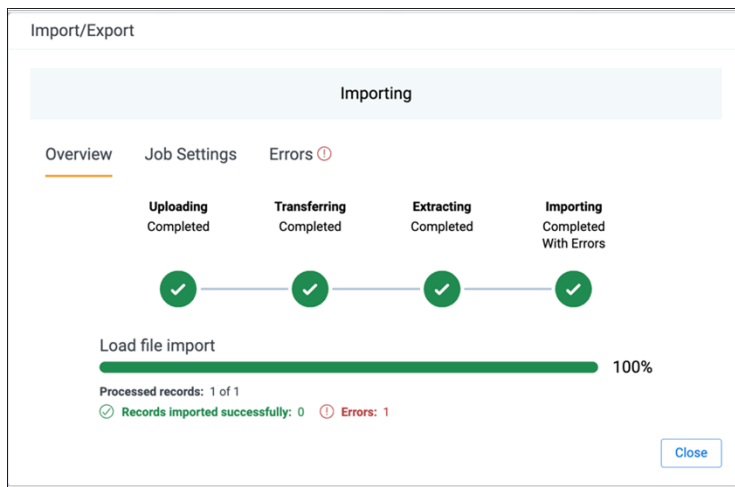 Import/Export
Importing
Overview Job Settings Errors
Uploading Transferring Extracting Importing
Completed Completed Completed Completed
With Errors
Load file import
100%
Processed records: 1 of 1
Records imported successfully: 0 Errors: 1
Close